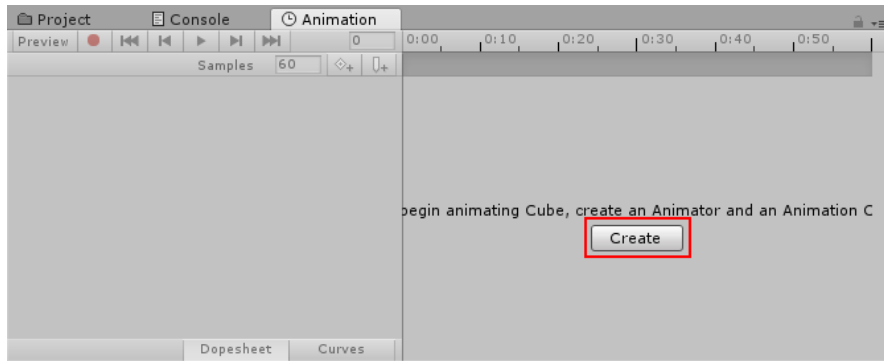 Project Console Animation
Preview 0 0:00 0:10 0:20 0:30 0:40 0:50
Samples 60
begin animating Cube, create an Animator and an Animation C
Create
Dopesheet Curves